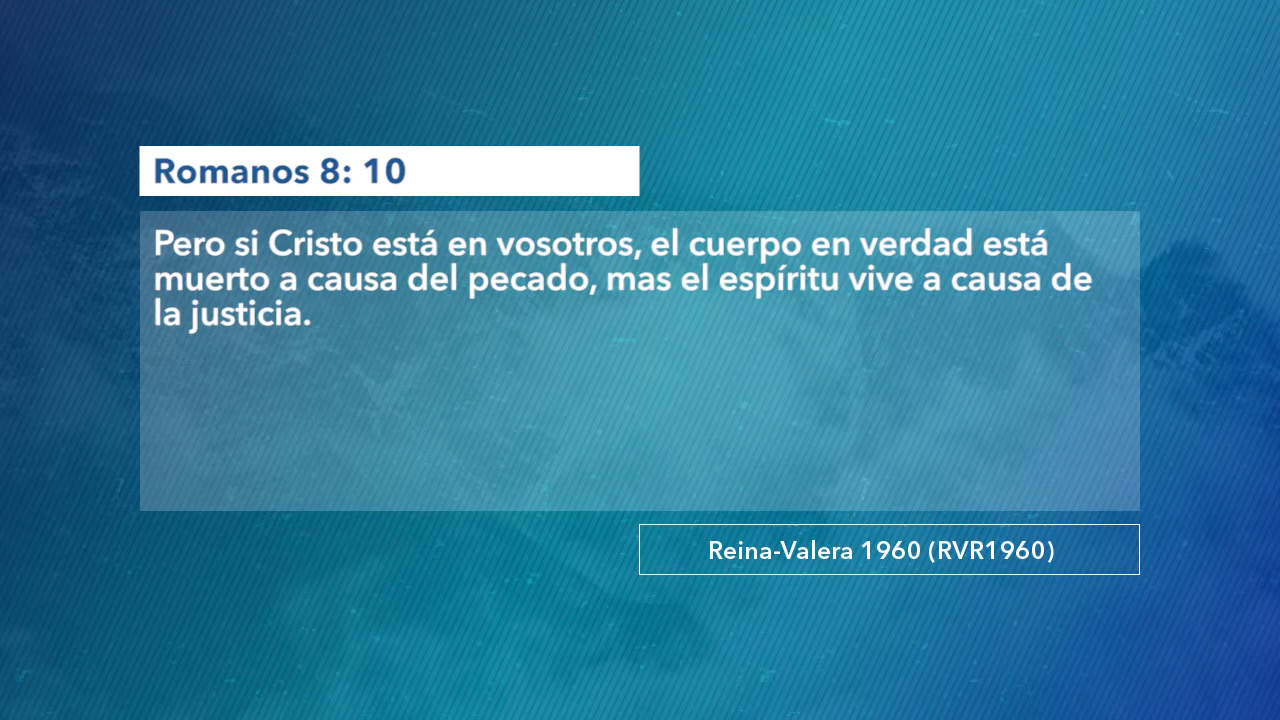 Romanos 8: 10
Pero si Cristo está en vosotros, el cuerpo en verdad está
muerto a causa del pecado, mas el espíritu vive a causa de
la justicia.
Reina-Valera 1960 (RVR1960)